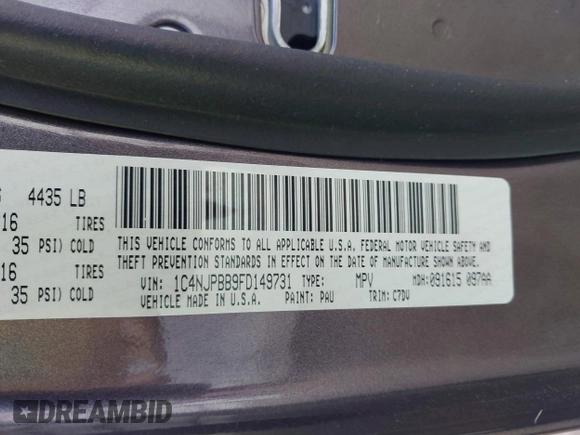 4435 LB
16 TIRES
35 PSI) COLD
16 TIRES
35 PSI) COLD
THIS VEHICLE CONFORMS TO ALL APPLICABLE U.S.A. FEDERAL MOTOR VEHICLE SAFETY AND
THEFT PREVENTION STANDARDS IN EFFECT ON THE DATE OF MANUFACTURE SHOWN ABOVE.
VIN: 1C4NJPBB9FD149731 TYPE: MPV MDH: 091615 097AA
VEHICLE MADE IN U.S.A. PAINT: PAU TRIM: C7DV
DREAMBID